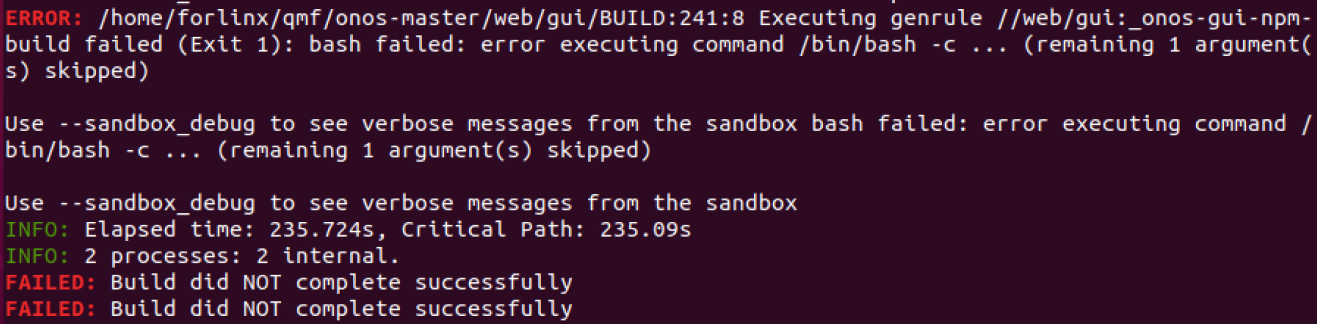 ERROR: /home/forlinx/qmf/onos-master/web/gui/BUILD:241:8 Executing genrule //web/gui:_onos-gui-npm-
build failed (Exit 1): bash failed: error executing command /bin/bash -c ... (remaining 1 argument(
s) skipped)
Use --sandbox_debug to see verbose messages from the sandbox bash failed: error executing command /
bin/bash -c ... (remaining 1 argument(s) skipped)
Use --sandbox_debug to see verbose messages from the sandbox
INFO: Elapsed time: 235.724s, Critical Path: 235.09s
INFO: 2 processes: 2 internal.
FAILED: Build did NOT complete successfully
FAILED: Build did NOT complete successfully